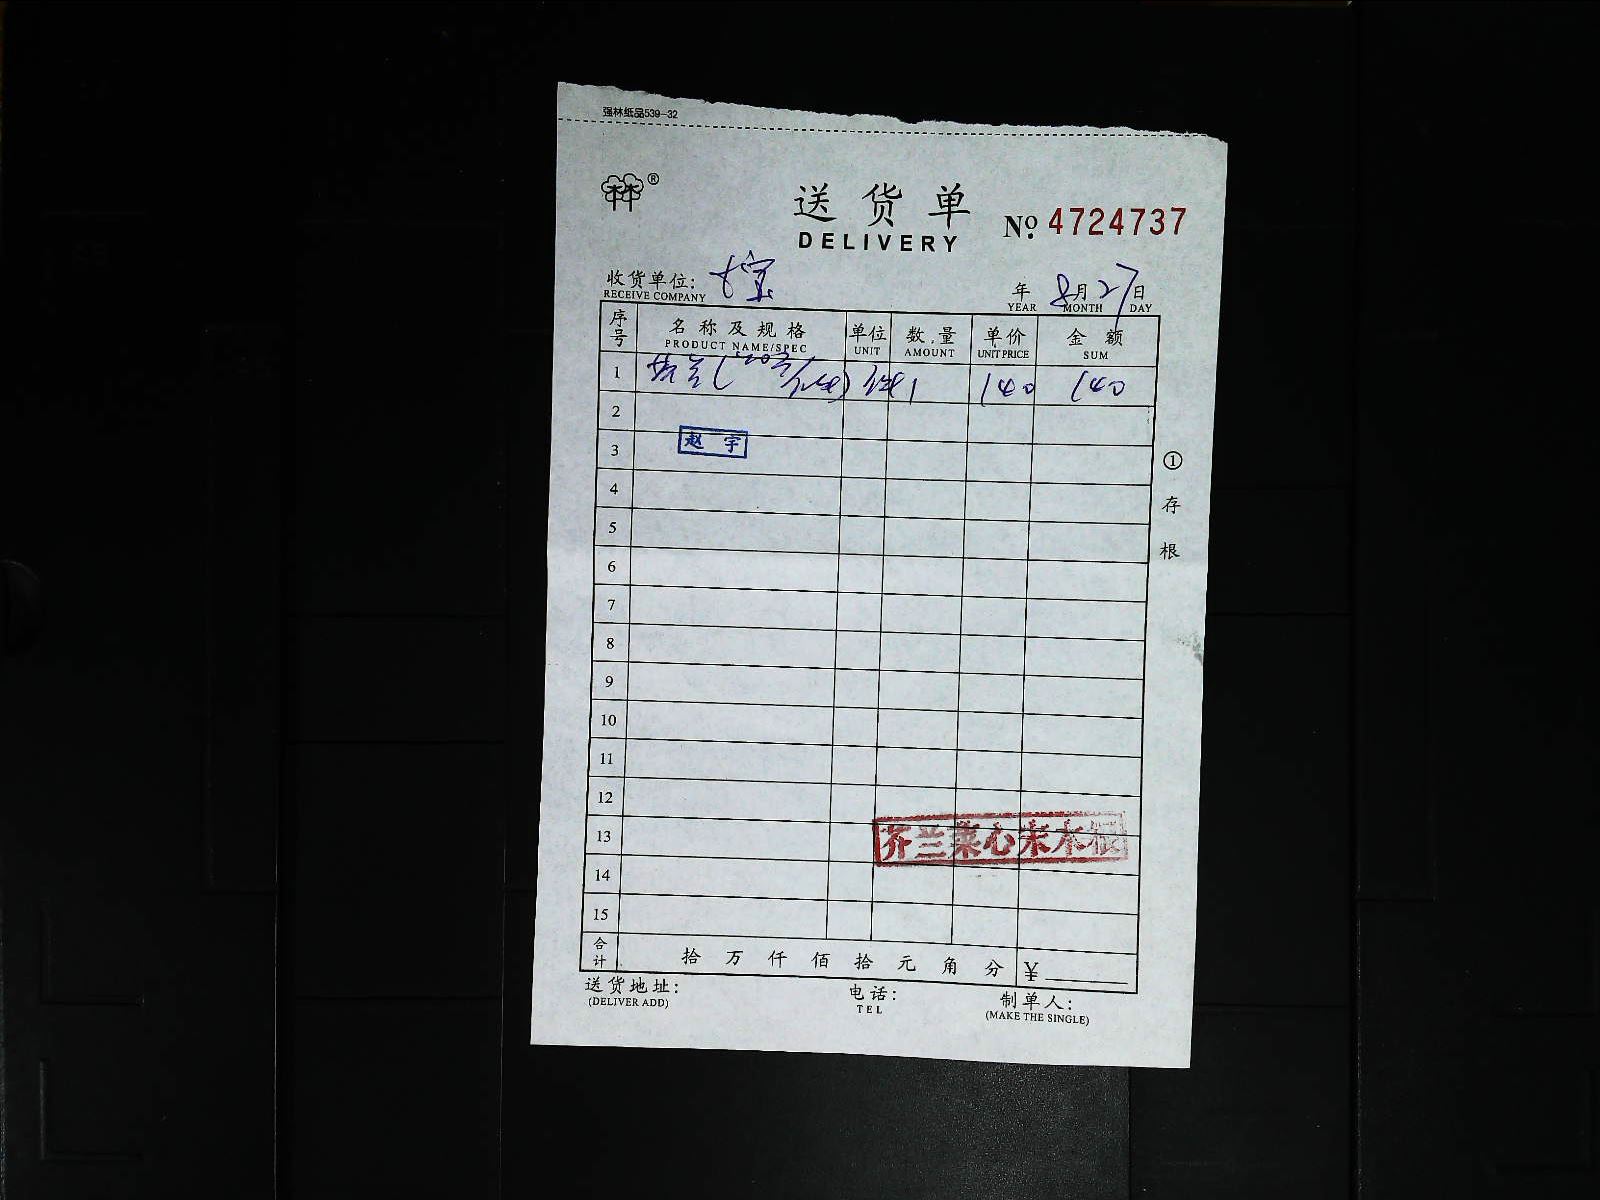 强林纸品539-32
®
送货单
DELIVERY
Nº 4724737
收货单位:
RECEIVE COMPANY
年 8月27日
YEAR MONTH DAY
序号 名称及规格 单位 数量 单价 金额
PRODUCT NAME/SPEC UNIT AMOUNT UNIT PRICE SUM
1 1 140 140
2
赵宇
3
4
5
6
7
8
9
10
11
12
芥兰菜心
13
14
15
合计 拾 万 仟 佰 拾 元 角 分 ¥
送货地址: 电话: 制单人:
(DELIVER ADD) TEL (MAKE THE SINGLE)
① 存根